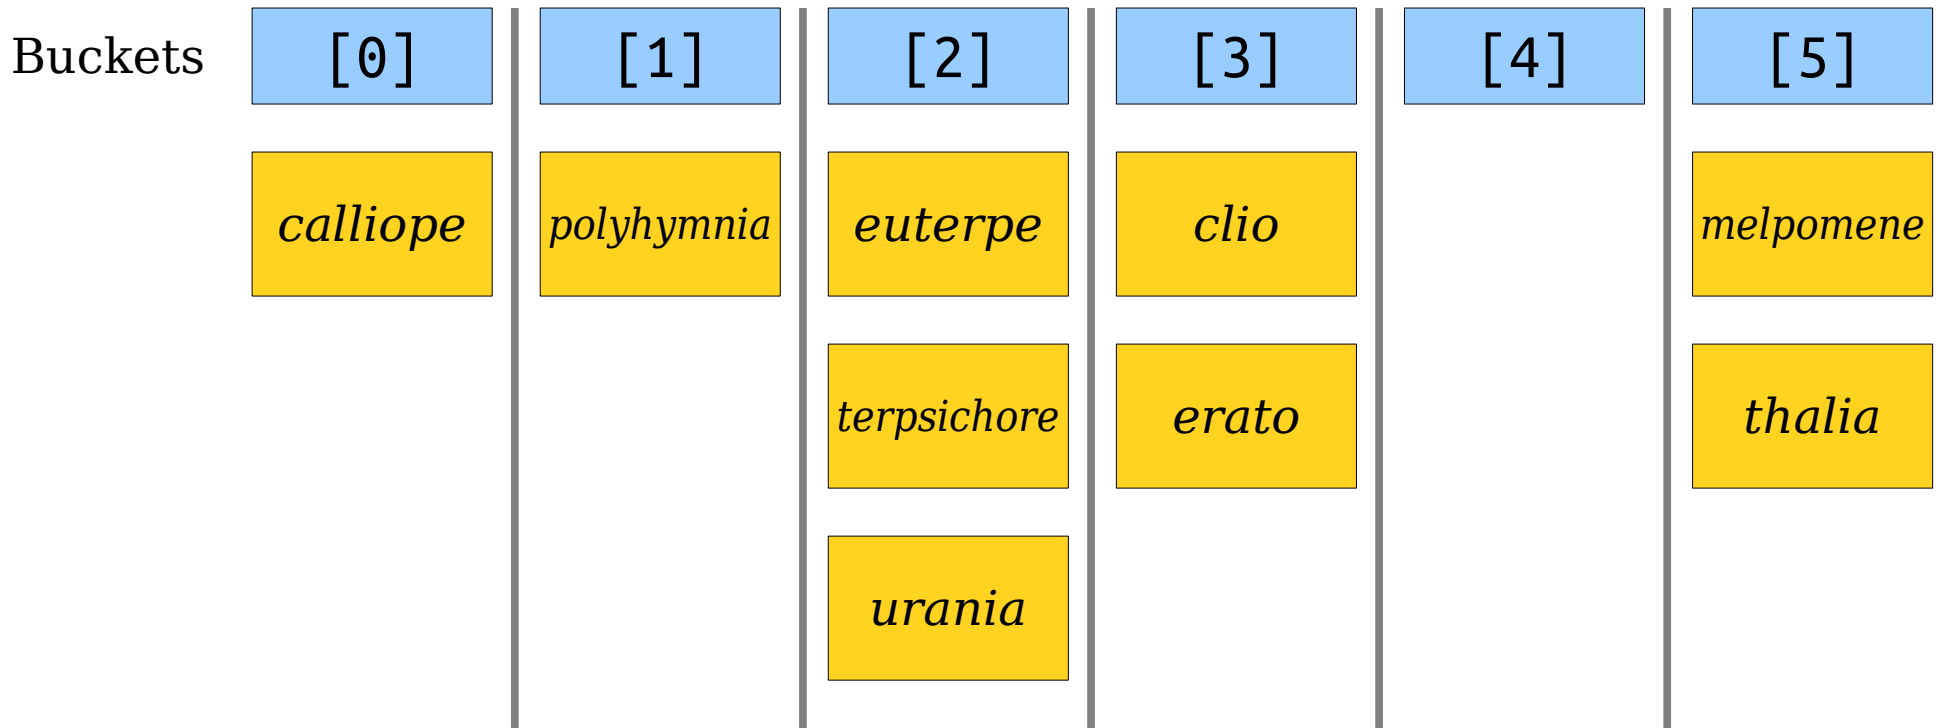 Buckets [0] [1] [2] [3] [4] [5]
calliope polyhymnia euterpe clio melpomene
terpsichore erato thalia
urania